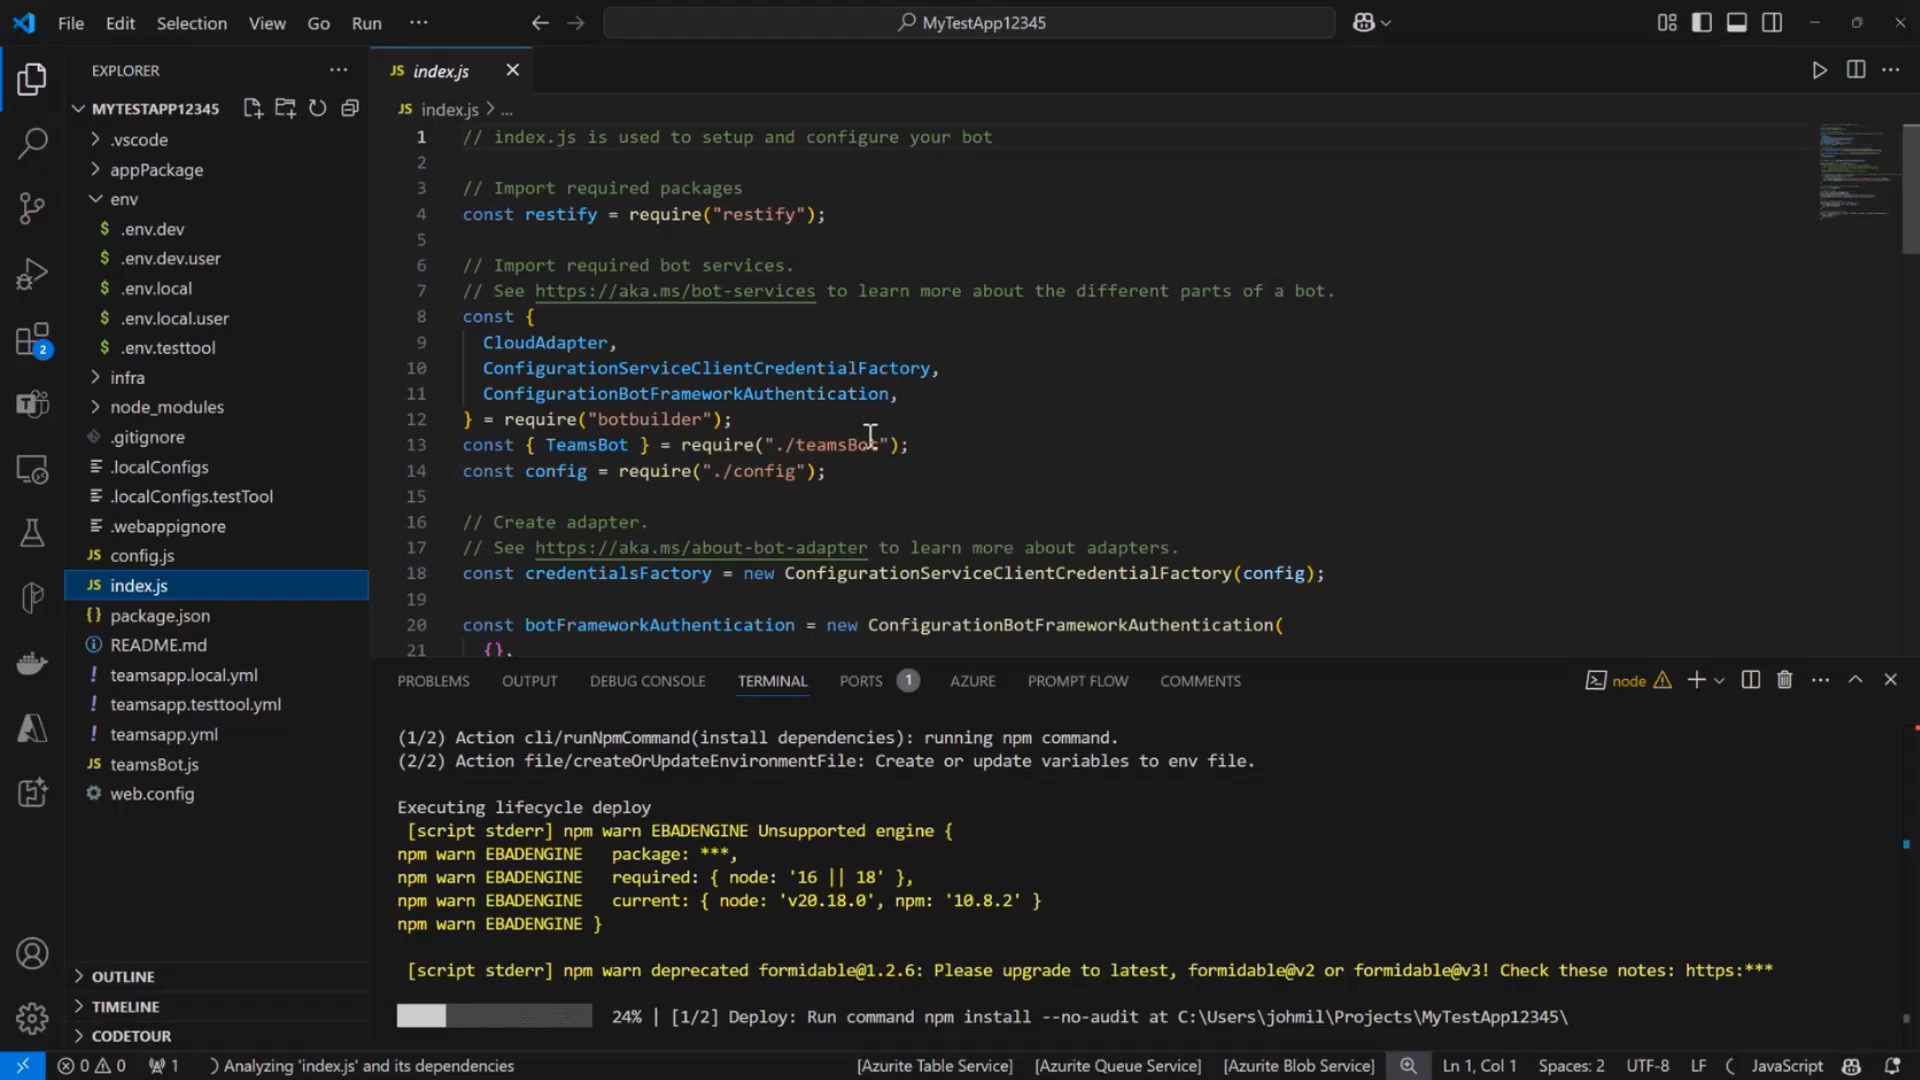 File Edit Selection View Go Run ···
MyTestApp12345
EXPLORER
MYTESTAPP12345
.vscode
appPackage
env
$ .env.dev
$ .env.dev.user
$ .env.local
$ .env.local.user
$ .env.testtool
infra
node_modules
.gitignore
.localConfigs
.localConfigs.testTool
.webappignore
JS config.js
JS index.js
{} package.json
README.md
! teamsapp.local.yml
! teamsapp.testtool.yml
! teamsapp.yml
JS teamsBot.js
web.config
OUTLINE
TIMELINE
CODETOUR
2
JS index.js
JS index.js > ...
1 // index.js is used to setup and configure your bot
2
3 // Import required packages
4 const restify = require("restify");
5
6 // Import required bot services.
7 // See https://aka.ms/bot-services to learn more about the different parts of a bot.
8 const {
9 CloudAdapter,
10 ConfigurationServiceClientCredentialFactory,
11 ConfigurationBotFrameworkAuthentication,
12 } = require("botbuilder");
13 const { TeamsBot } = require("./teamsBot");
14 const config = require("./config");
15
16 // Create adapter.
17 // See https://aka.ms/about-bot-adapter to learn more about adapters.
18 const credentialsFactory = new ConfigurationServiceClientCredentialFactory(config);
19
20 const botFrameworkAuthentication = new ConfigurationBotFrameworkAuthentication(
21 {},
PROBLEMS OUTPUT DEBUG CONSOLE TERMINAL PORTS 1 AZURE PROMPT FLOW COMMENTS
node
(1/2) Action cli/runNpmCommand(install dependencies): running npm command.
(2/2) Action file/createOrUpdateEnvironmentFile: Create or update variables to env file.
Executing lifecycle deploy
[script stderr] npm warn EBADENGINE Unsupported engine {
npm warn EBADENGINE package: ***,
npm warn EBADENGINE required: { node: '16 || 18' },
npm warn EBADENGINE current: { node: 'v20.18.0', npm: '10.8.2' }
npm warn EBADENGINE }
[script stderr] npm warn deprecated formidable@1.2.6: Please upgrade to latest, formidable@v2 or formidable@v3! Check these notes: https:***
24% | [1/2] Deploy: Run command npm install --no-audit at C:\Users\johmil\Projects\MyTestApp12345\
0 0 1 Analyzing 'index.js' and its dependencies [Azurite Table Service] [Azurite Queue Service] [Azurite Blob Service] Ln 1, Col 1 Spaces: 2 UTF-8 LF JavaScript